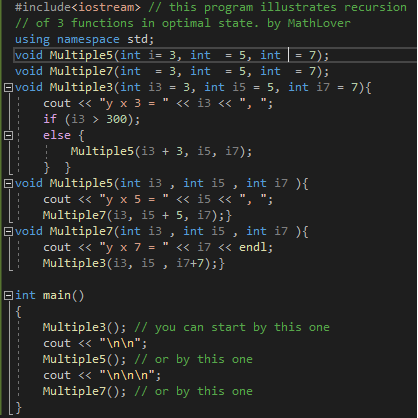 #include<iostream> // this program illustrates recursion
// of 3 functions in optimal state. by MathLover
using namespace std;
void Multiple5(int i= 3, int  = 5, int  = 7);
void Multiple7(int  = 3, int  = 5, int  = 7);
void Multiple3(int i3 = 3, int i5 = 5, int i7 = 7){
    cout << "y x 3 = " << i3 << ", ";
    if (i3 > 300);
    else {
        Multiple5(i3 + 3, i5, i7);
    }  }
void Multiple5(int i3 , int i5 , int i7 ){
    cout << "y x 5 = " << i5 << ", ";
    Multiple7(i3, i5 + 5, i7);}
void Multiple7(int i3 , int i5 , int i7 ){
    cout << "y x 7 = " << i7 << endl;
    Multiple3(i3, i5 , i7+7);}
int main()
{
    Multiple3(); // you can start by this one
    cout << "\n\n";
    Multiple5(); // or by this one
    cout << "\n\n\n";
    Multiple7(); // or by this one
}